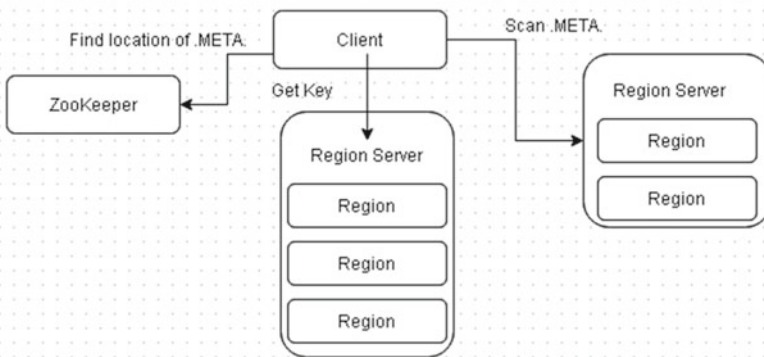 Scan .META.
Find location of .META.
Client
ZooKeeper
Get Key
Region Server
Region
Region
Region Server
Region
Region
Region